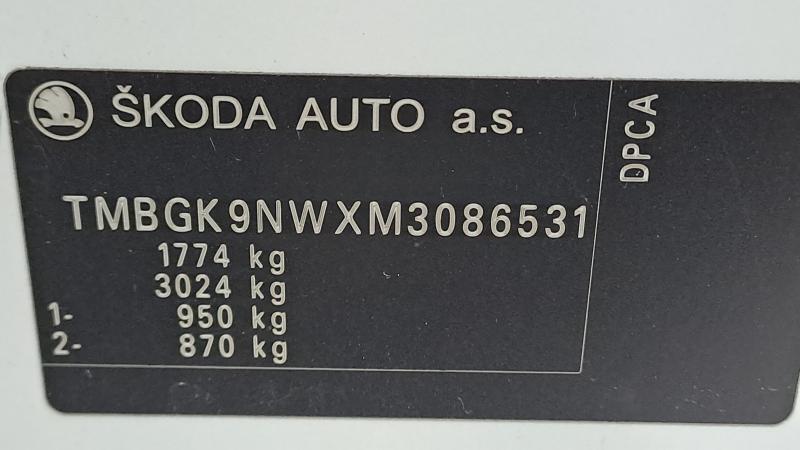 ŠKODA AUTO a.s.
DPCA
TMBGK9NWXM3086531
1774 kg
3024 kg
1- 950 kg
2- 870 kg